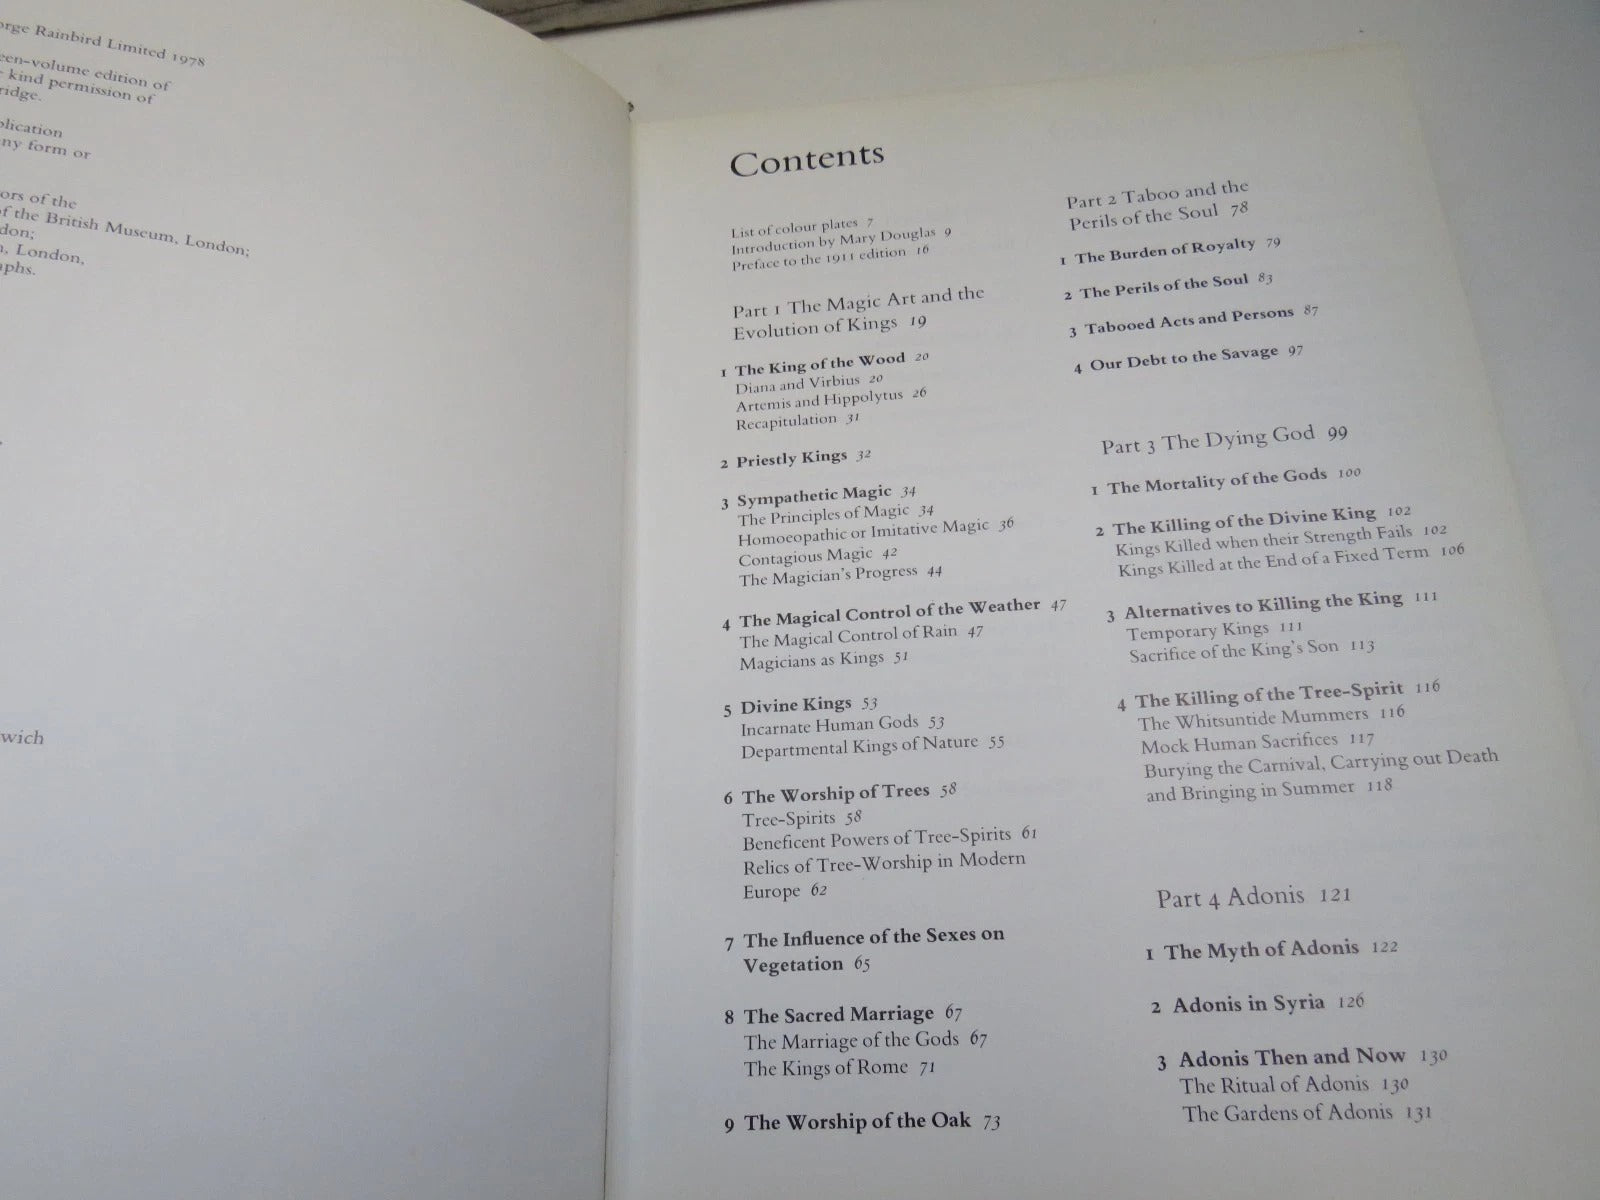 orge Rainbird Limited 1978
een-volume edition of
kind permission of
ridge.
lication
ny form or
ors of the
of the British Museum, London;
don;
, London,
phs.
wich
Contents
List of colour plates 7
Introduction by Mary Douglas 9
Preface to the 1911 edition 16
Part 1 The Magic Art and the
Evolution of Kings 19
1 The King of the Wood 20
Diana and Virbius 20
Artemis and Hippolytus 26
Recapitulation 31
2 Priestly Kings 32
3 Sympathetic Magic 34
The Principles of Magic 34
Homoeopathic or Imitative Magic 36
Contagious Magic 42
The Magician's Progress 44
4 The Magical Control of the Weather 47
The Magical Control of Rain 47
Magicians as Kings 51
5 Divine Kings 53
Incarnate Human Gods 53
Departmental Kings of Nature 55
6 The Worship of Trees 58
Tree-Spirits 58
Beneficent Powers of Tree-Spirits 61
Relics of Tree-Worship in Modern
Europe 62
7 The Influence of the Sexes on
Vegetation 65
8 The Sacred Marriage 67
The Marriage of the Gods 67
The Kings of Rome 71
9 The Worship of the Oak 73
Part 2 Taboo and the
Perils of the Soul 78
1 The Burden of Royalty 79
2 The Perils of the Soul 83
3 Tabooed Acts and Persons 87
4 Our Debt to the Savage 97
Part 3 The Dying God 99
1 The Mortality of the Gods 100
2 The Killing of the Divine King 102
Kings Killed when their Strength Fails 102
Kings Killed at the End of a Fixed Term 106
3 Alternatives to Killing the King 111
Temporary Kings 111
Sacrifice of the King's Son 113
4 The Killing of the Tree-Spirit 116
The Whitsuntide Mummers 116
Mock Human Sacrifices 117
Burying the Carnival, Carrying out Death
and Bringing in Summer 118
Part 4 Adonis 121
1 The Myth of Adonis 122
2 Adonis in Syria 126
3 Adonis Then and Now 130
The Ritual of Adonis 130
The Gardens of Adonis 131